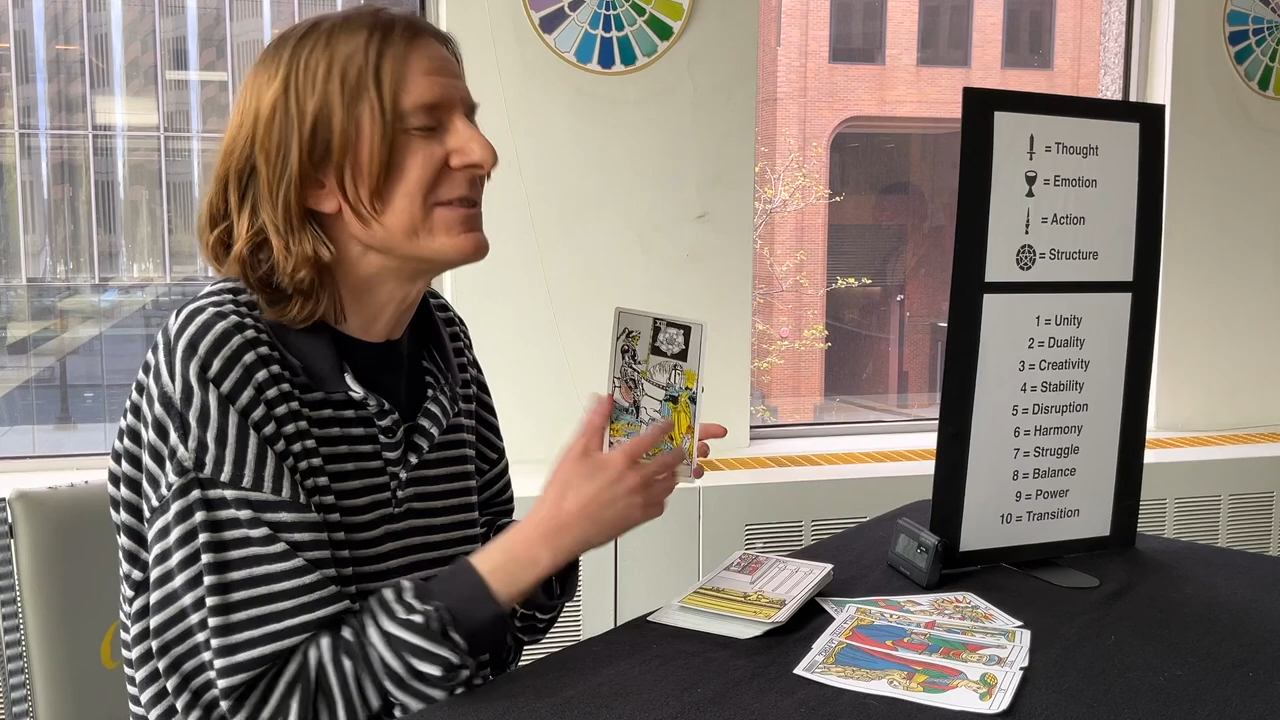 = Thought
= Emotion
= Action
= Structure
1 = Unity
2 = Duality
3 = Creativity
4 = Stability
5 = Disruption
6 = Harmony
7 = Struggle
8 = Balance
9 = Power
10 = Transition